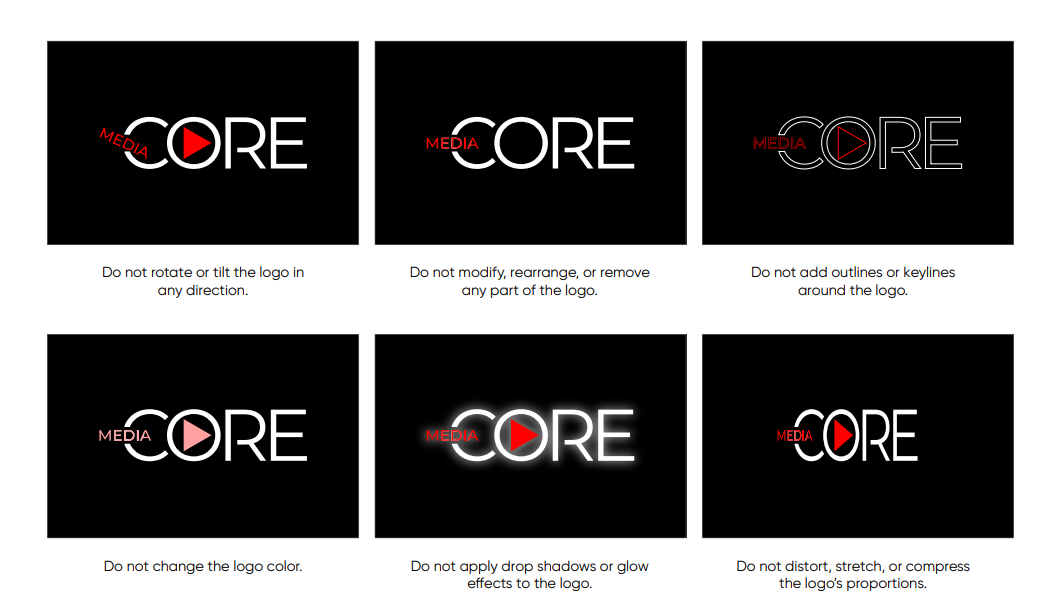 MEDIA CORE
MEDIA CORE
MEDIA CORE
Do not rotate or tilt the logo in
any direction.
Do not modify, rearrange, or remove
any part of the logo.
Do not add outlines or keylines
around the logo.
MEDIA CORE
MEDIA CORE
MEDIA CORE
Do not change the logo color.
Do not apply drop shadows or glow
effects to the logo.
Do not distort, stretch, or compress
the logo’s proportions.